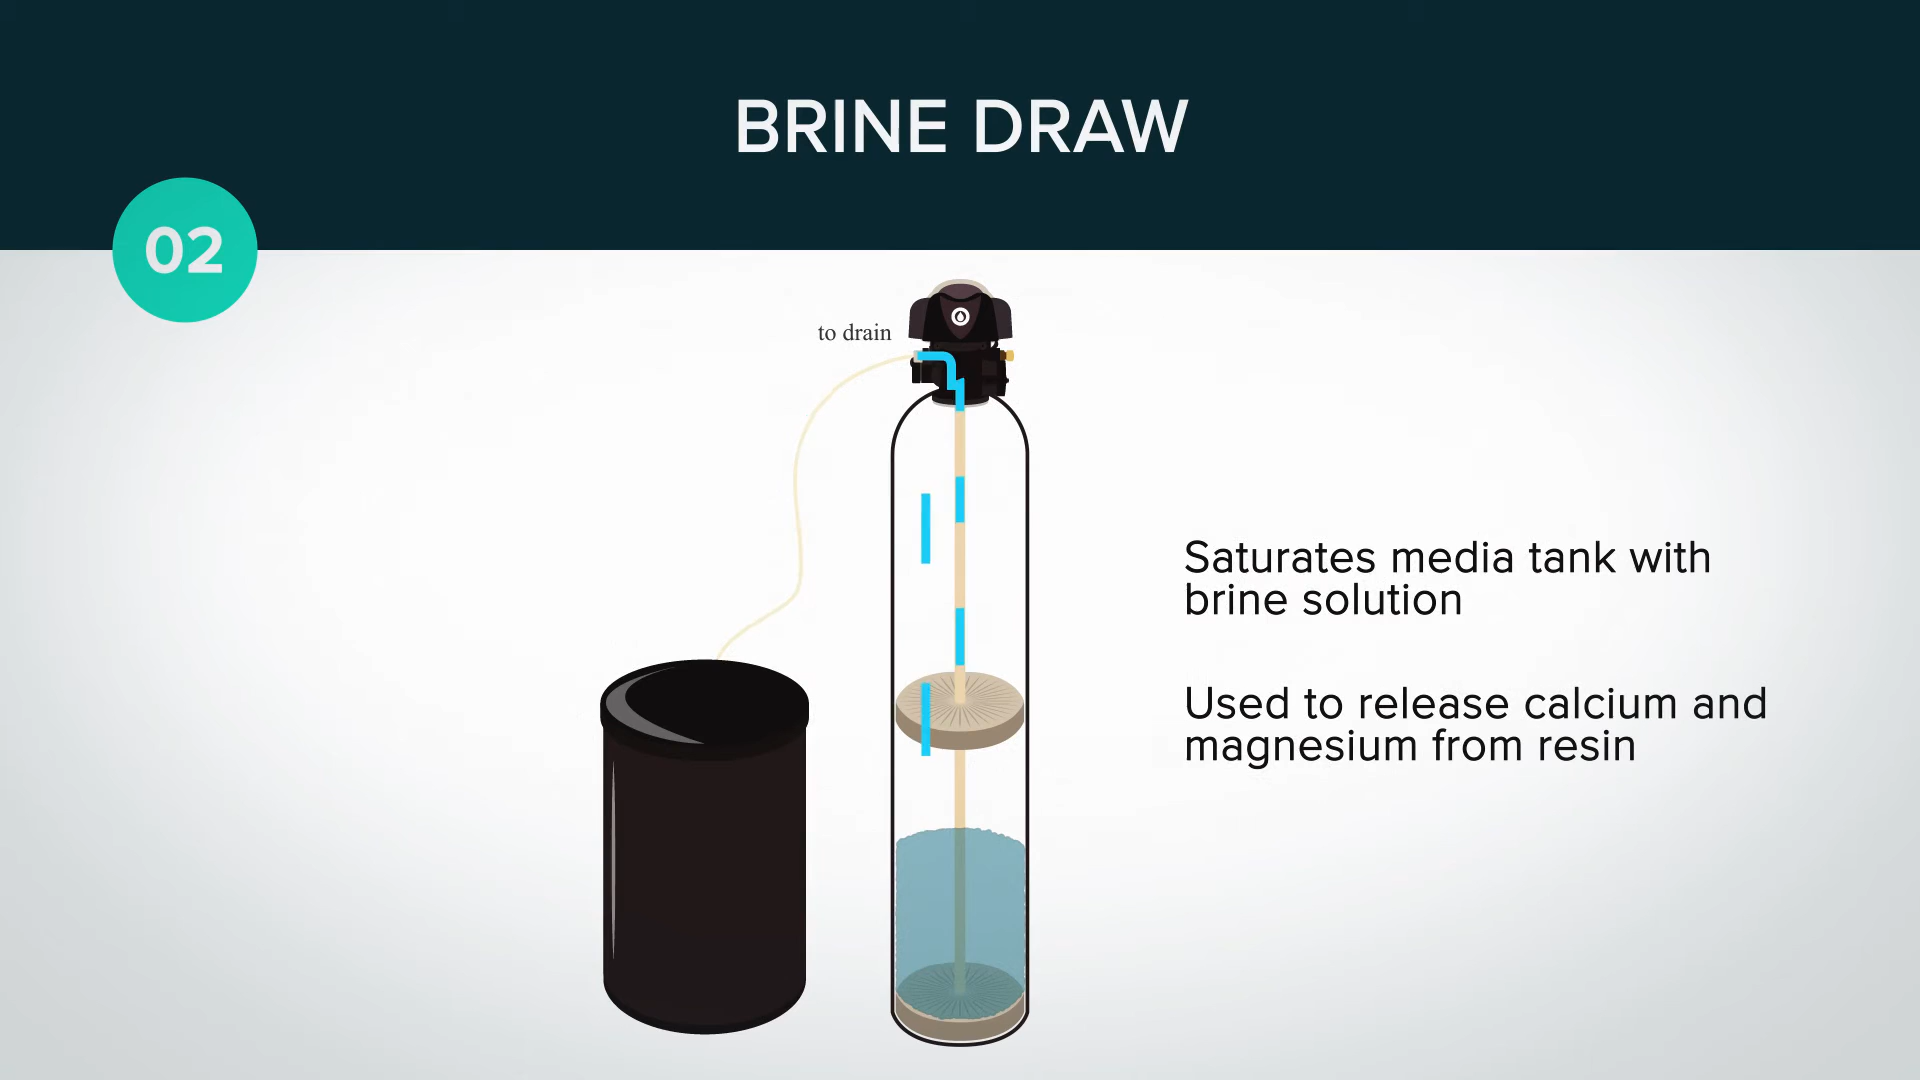 BRINE DRAW
02
to drain
Saturates media tank with
brine solution
Used to release calcium and
magnesium from resin